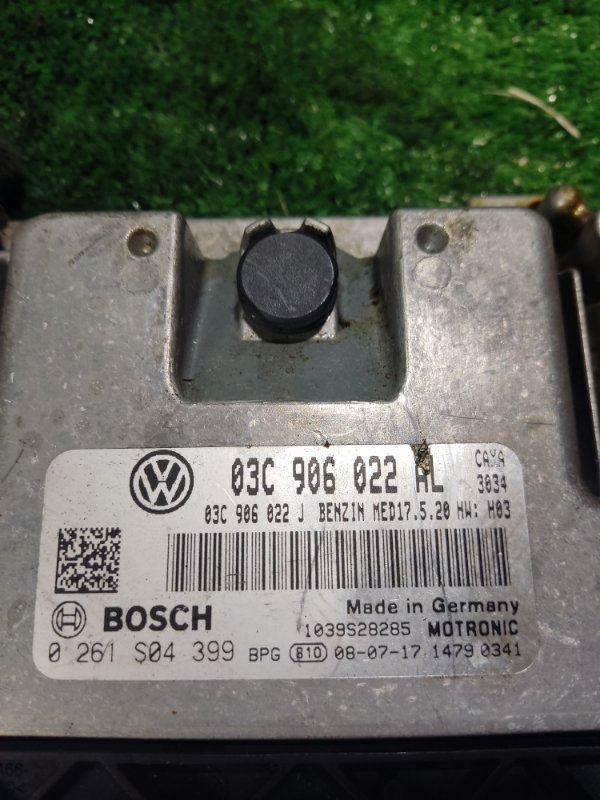 03C 906 022 AL
CAXA
3034
03C 906 022 J BENZIN MED17.5.20 HW: H03
BOSCH
Made in Germany
1039S28285 MOTRONIC
0 261 S04 399 BPG 810 08-07-17 1479 0341